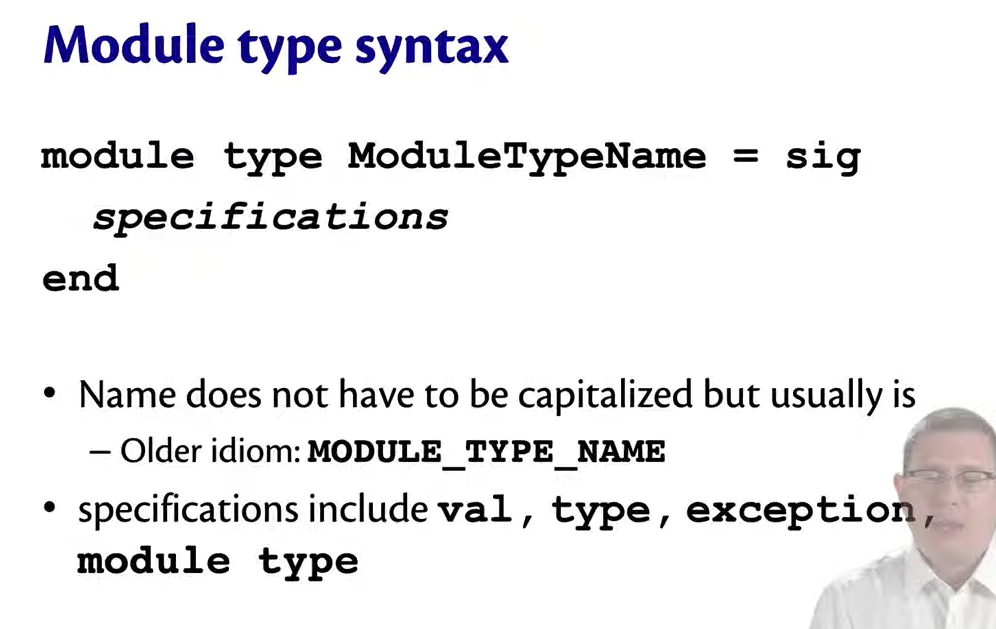 Module type syntax
module type ModuleTypeName = sig
specifications
end
• Name does not have to be capitalized but usually is
– Older idiom: MODULE_TYPE_NAME
• specifications include val, type, exception,
module type